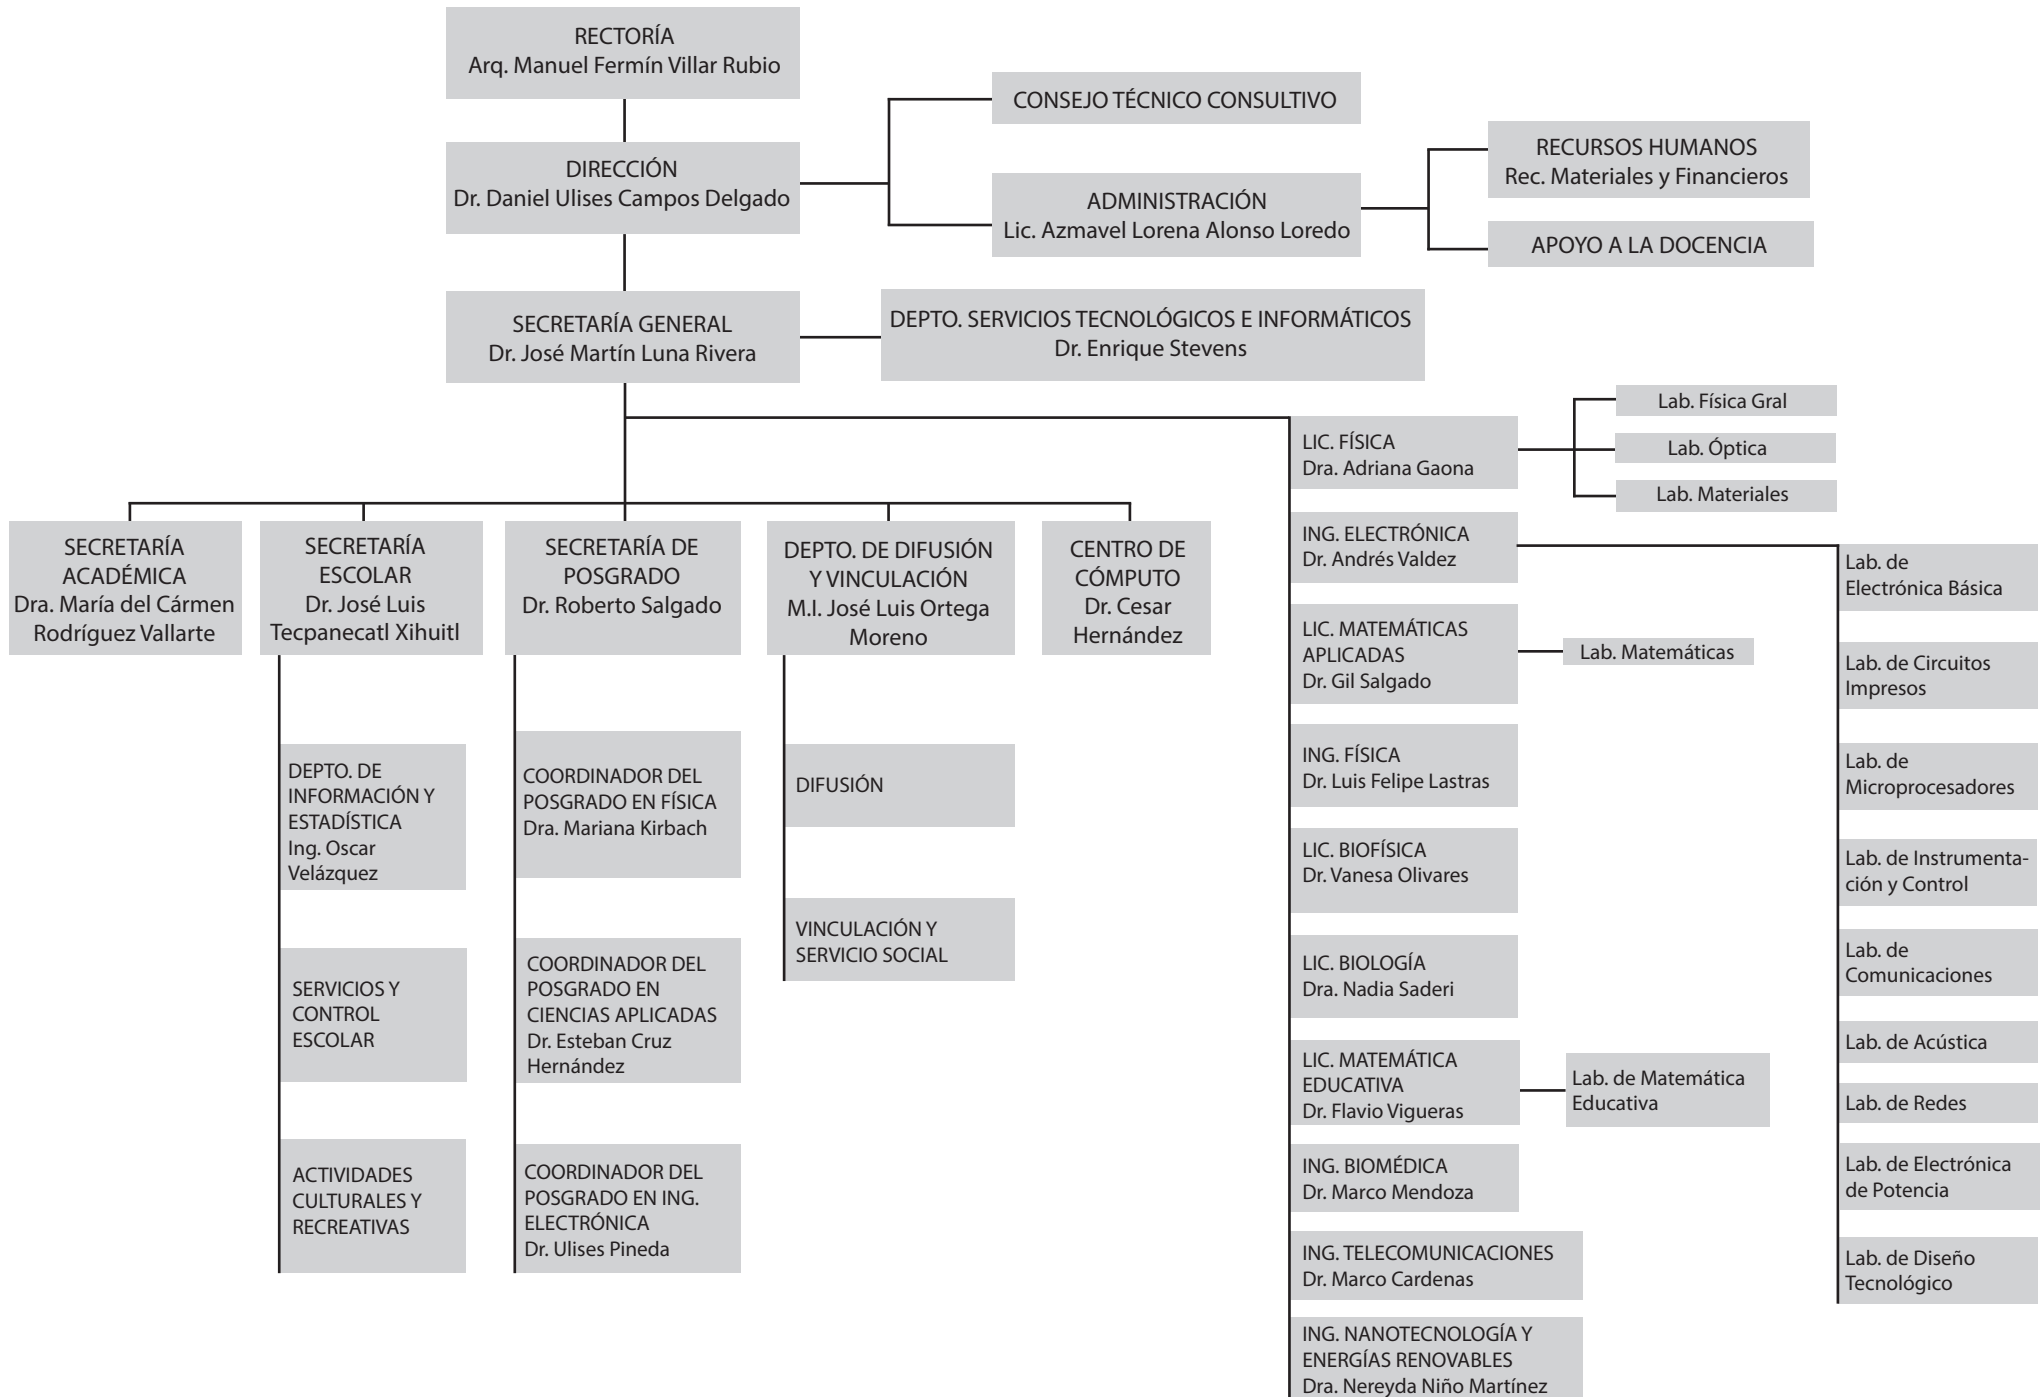 RECTORÍA
Arq. Manuel Fermín Villar Rubio
CONSEJO TÉCNICO CONSULTIVO
DIRECCIÓN
Dr. Daniel Ulises Campos Delgado
ADMINISTRACIÓN
Lic. Azmavel Lorena Alonso Loredo
RECURSOS HUMANOS
Rec. Materiales y Financieros
APOYO A LA DOCENCIA
SECRETARÍA GENERAL
Dr. José Martín Luna Rivera
DEPTO. SERVICIOS TECNOLÓGICOS E INFORMÁTICOS
Dr. Enrique Stevens
SECRETARÍA
ACADÉMICA
Dra. María del Cármen
Rodríguez Vallarte
SECRETARÍA
ESCOLAR
Dr. José Luis
Tecpanecatl Xihuitl
SECRETARÍA DE
POSGRADO
Dr. Roberto Salgado
DEPTO. DE DIFUSIÓN
Y VINCULACIÓN
M.I. José Luis Ortega
Moreno
CENTRO DE
CÓMPUTO
Dr. Cesar
Hernández
DEPTO. DE
INFORMACIÓN Y
ESTADÍSTICA
Ing. Oscar
Velázquez
SERVICIOS Y
CONTROL
ESCOLAR
ACTIVIDADES
CULTURALES Y
RECREATIVAS
COORDINADOR DEL
POSGRADO EN FÍSICA
Dra. Mariana Kirbach
COORDINADOR DEL
POSGRADO EN
CIENCIAS APLICADAS
Dr. Esteban Cruz
Hernández
COORDINADOR DEL
POSGRADO EN ING.
ELECTRÓNICA
Dr. Ulises Pineda
DIFUSIÓN
VINCULACIÓN Y
SERVICIO SOCIAL
LIC. FÍSICA
Dra. Adriana Gaona
Lab. Física Gral
Lab. Óptica
Lab. Materiales
ING. ELECTRÓNICA
Dr. Andrés Valdez
LIC. MATEMÁTICAS
APLICADAS
Dr. Gil Salgado
Lab. Matemáticas
ING. FÍSICA
Dr. Luis Felipe Lastras
LIC. BIOFÍSICA
Dr. Vanesa Olivares
LIC. BIOLOGÍA
Dra. Nadia Saderi
LIC. MATEMÁTICA
EDUCATIVA
Dr. Flavio Vigueras
Lab. de Matemática
Educativa
ING. BIOMÉDICA
Dr. Marco Mendoza
ING. TELECOMUNICACIONES
Dr. Marco Cardenas
ING. NANOTECNOLOGÍA Y
ENERGÍAS RENOVABLES
Dra. Nereyda Niño Martínez
Lab. de
Electrónica Básica
Lab. de Circuitos
Impresos
Lab. de
Microprocesadores
Lab. de Instrumenta-
ción y Control
Lab. de
Comunicaciones
Lab. de Acústica
Lab. de Redes
Lab. de Electrónica
de Potencia
Lab. de Diseño
Tecnológico